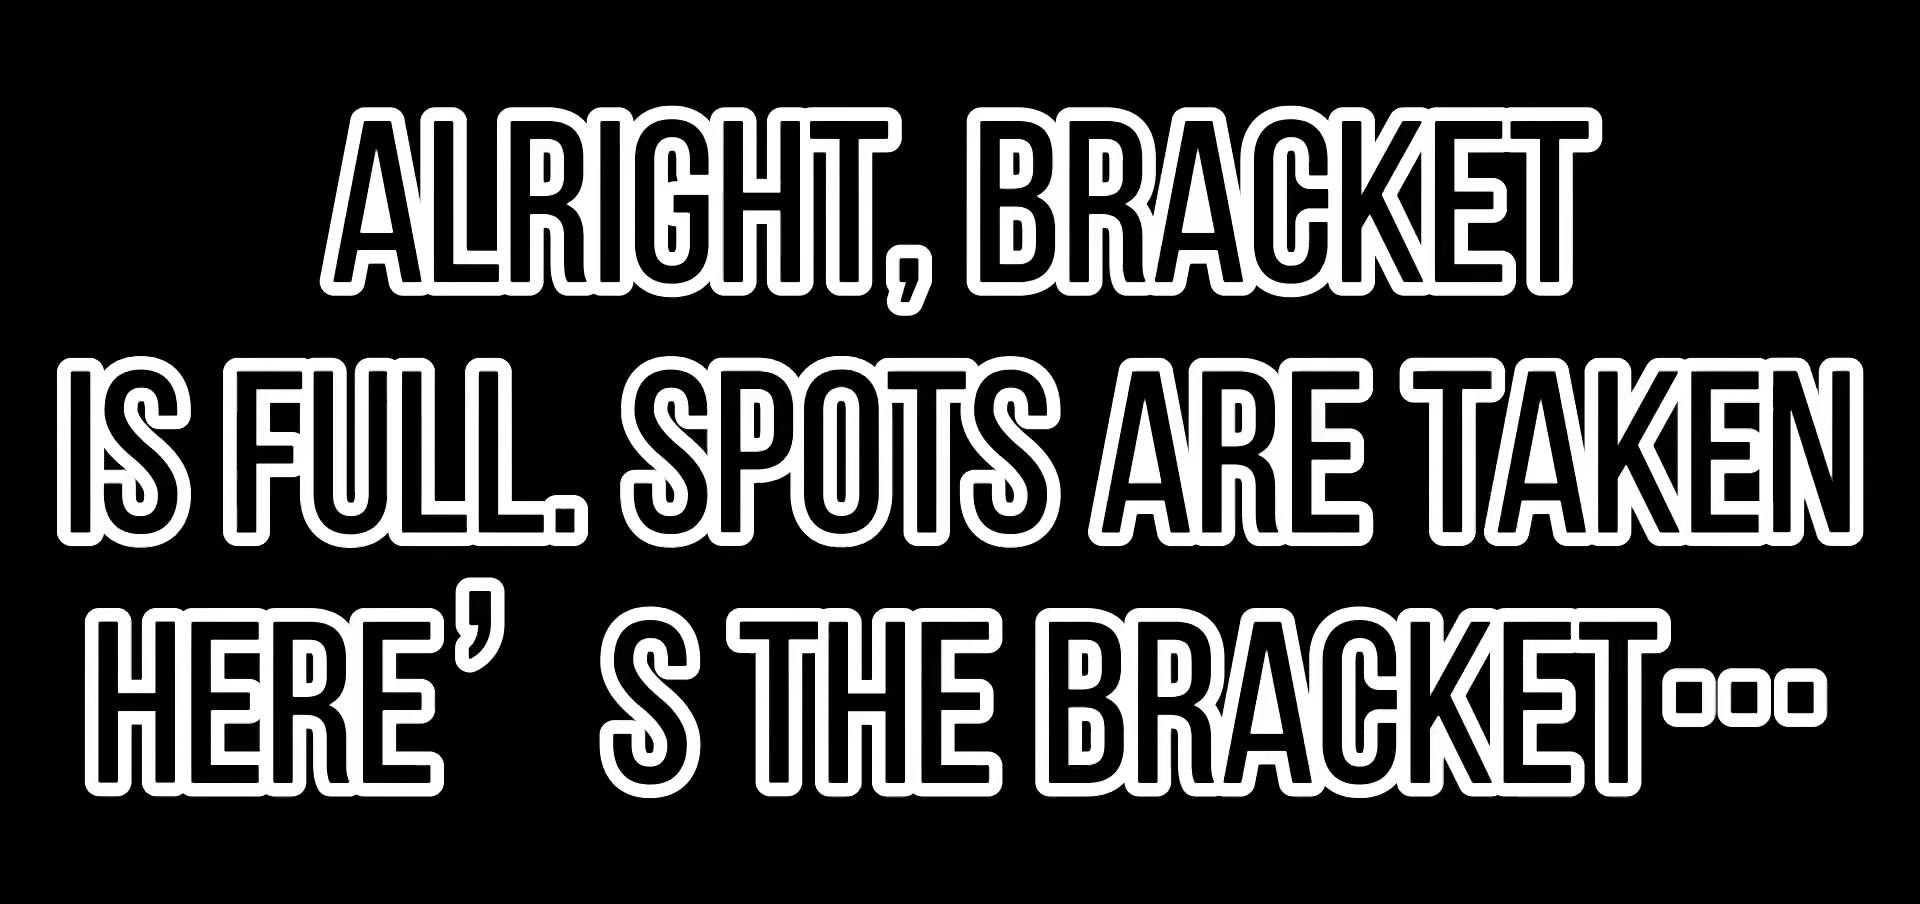 ALRIGHT, BRACKET
IS FULL. SPOTS ARE TAKEN
HERE’S THE BRACKET…